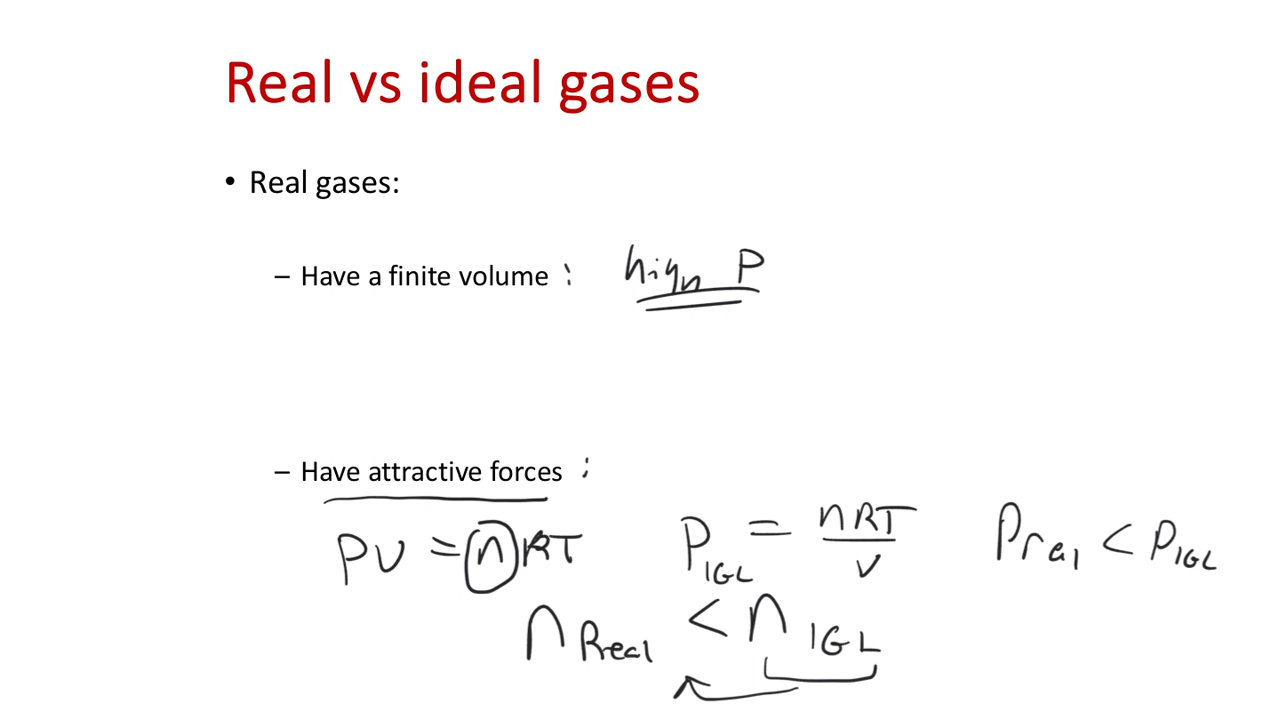 Real vs ideal gases
• Real gases:
– Have a finite volume : high P
– Have attractive forces :
PV = nRT P_IGL = nRT/V P_real < P_IGL
n_Real < n_IGL